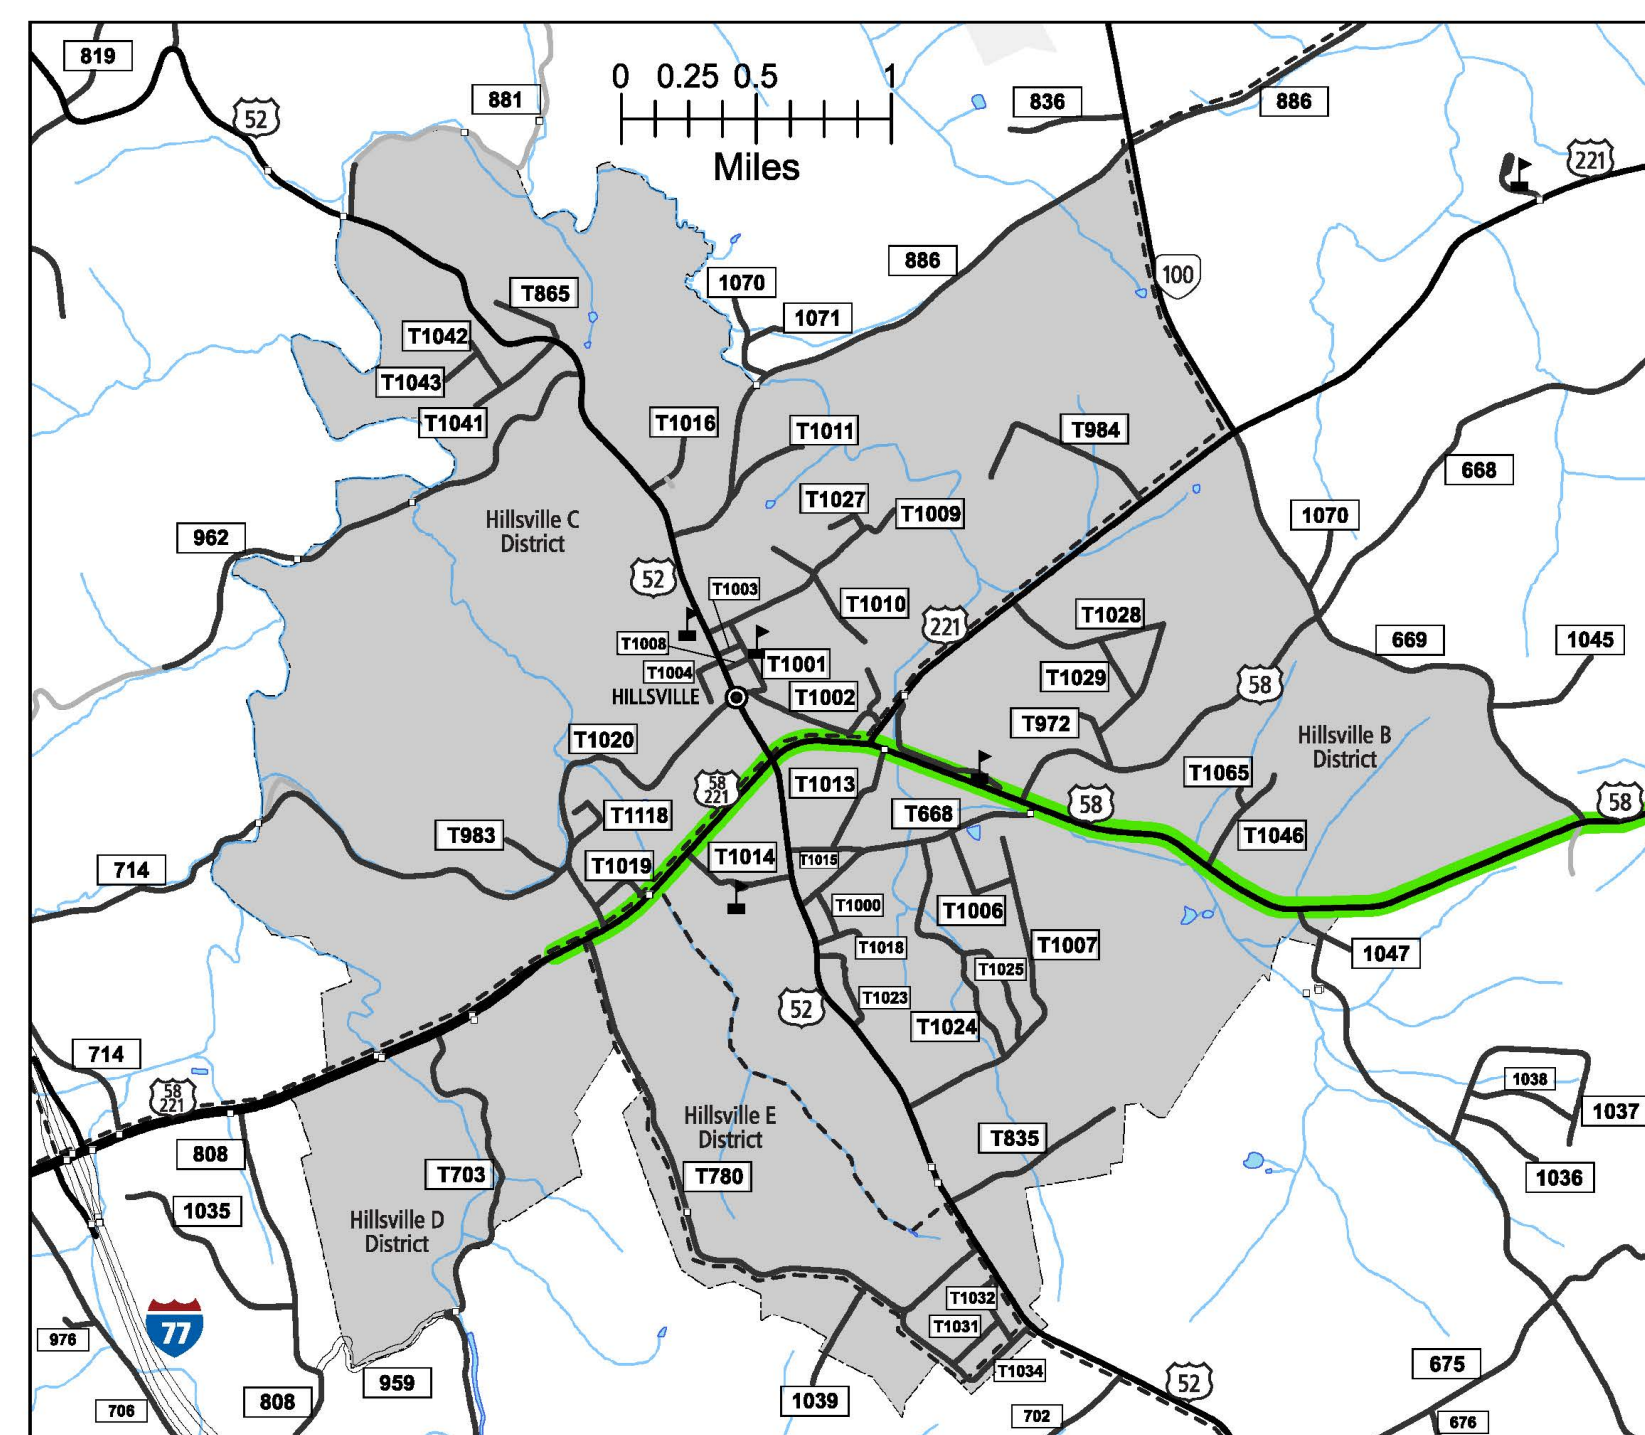 819
52
881
0 0.25 0.5 1
Miles
836
886
221
886
100
1070
1071
T865
T1042
T1043
T1041
T1016
T1011
T984
668
1070
T1027
T1009
Hillsville C
District
962
52
T1003
T1010
221
T1028
669
1045
T1008
T1001
T1004
HILLSVILLE
T1002
T1029
58
T972
T1020
Hillsville B
District
58
221
T1013
T1065
58
58
T1118
T668
T983
T1046
T1014
T1015
T1019
714
T1000
T1006
T1018
T1007
1047
T1025
T1023
52
T1024
714
58
221
1038
1037
Hillsville E
District
808
T835
T703
T780
1036
1035
Hillsville D
District
T1032
T1031
77
976
T1034
675
959
52
808
1039
706
702
676